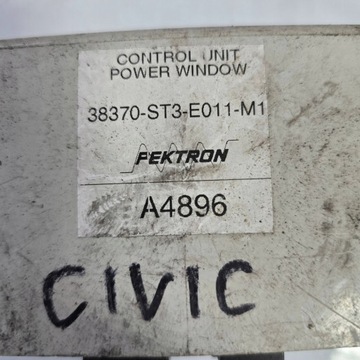 CONTROL UNIT
POWER WINDOW
38370-ST3-E011-M1
PEKTRON
A4896
CIVIC